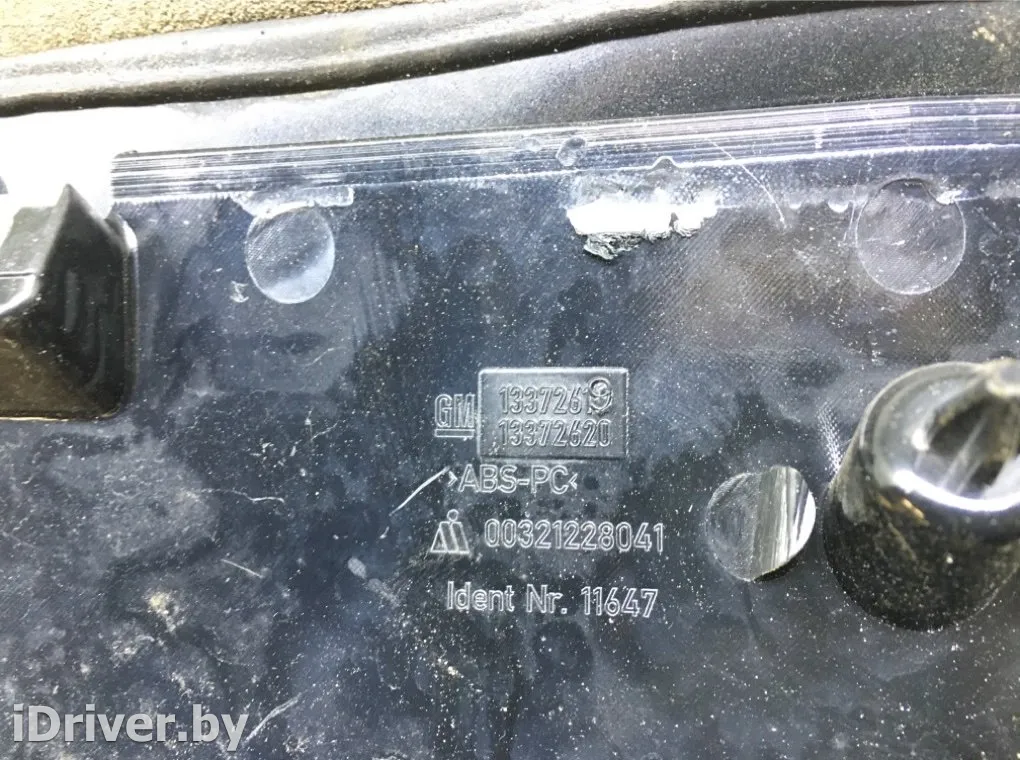 GM 13372619
13372620
>ABS-PC<
00321228041
Ident Nr. 11647
iDriver.by